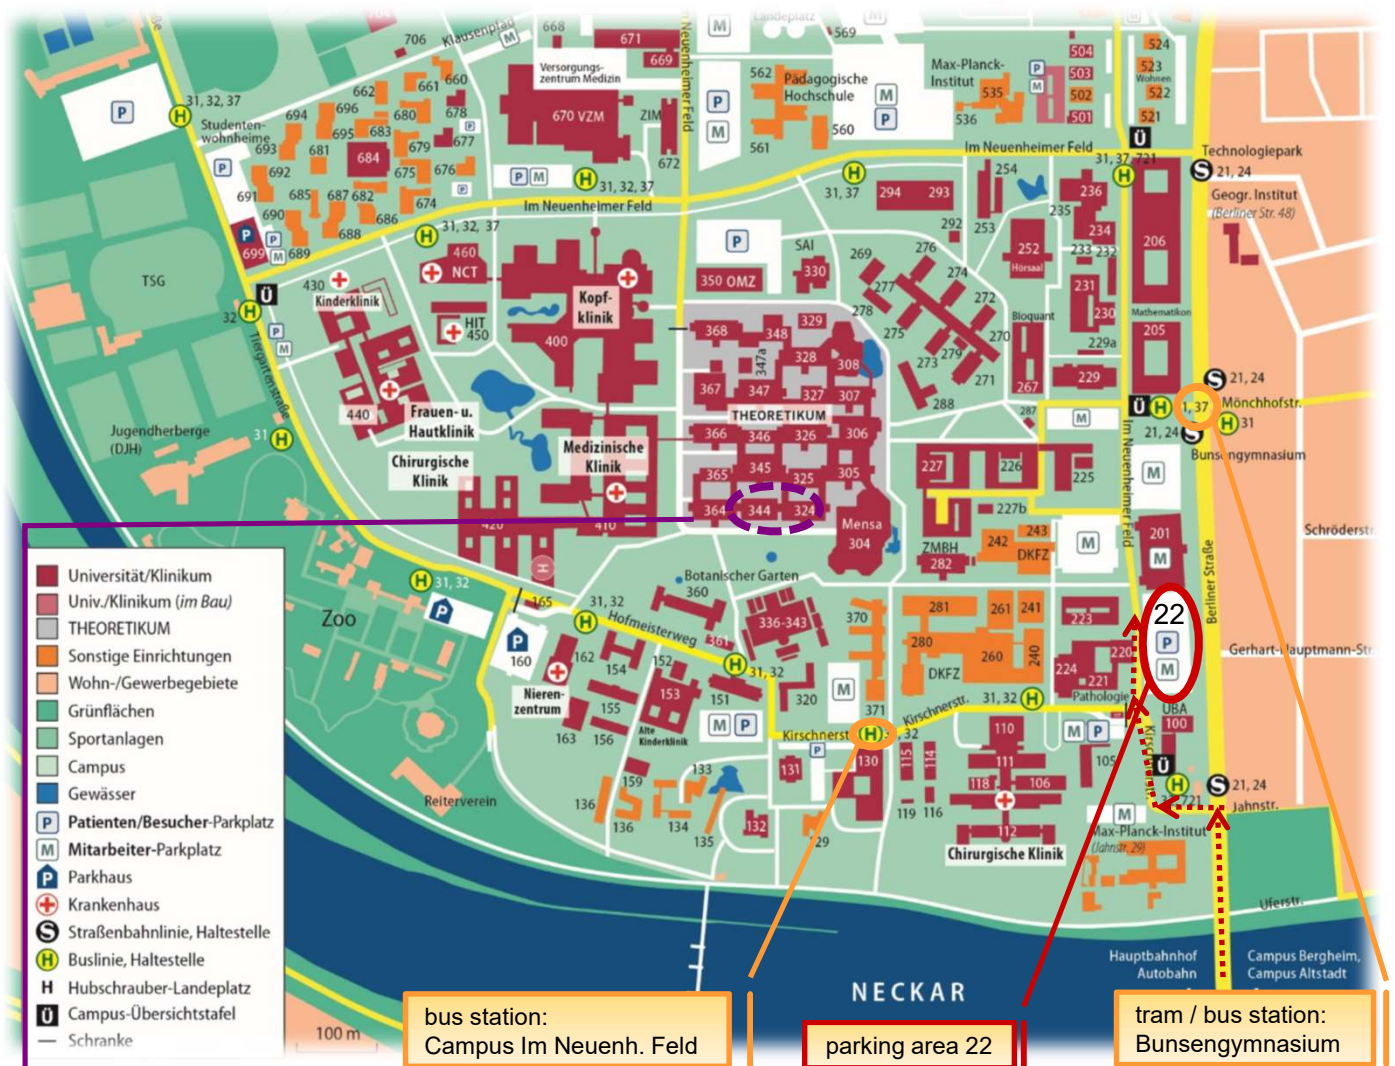 Klausenpfad
M
706
668
671
669
Versorgungs-
zentrum Medizin
670 VZM
ZIM
672
Im Neuenheimer Feld
M
Landeplatz
M
569
562
Pädagogische
Hochschule
M
P
560
561
P
M
Max-Planck-
Institut
535
536
P
M
504
503
502
501
M
524
523
Wohnen
522
521
Ü
P
H
31, 32, 37
Studenten-
wohnheime
694
696
662
661
660
680
678
P
695
683
677
693
681
684
679
676
692
675
P
P
691
685
687
682
674
690
686
688
P
699
P
M
689
P
M
H
31, 32, 37
Im Neuenheimer Feld
H
31, 32, 37
H
31, 37
Im Neuenheimer Feld
31, 37
721
H
Technologiepark
S
21, 24
Geogr. Institut
(Berliner Str. 48)
294
293
292
254
253
252
Hörsaal
236
235
234
233
232
231
230
229a
229
206
Mathematikon
205
TSG
430
Kinderklinik
Ü
H
32
P
M
Tiergartenstraße
460
NCT
HIT
450
Kopf-
klinik
400
P
350 OMZ
SAI
330
269
277
278
276
274
272
275
270
273
279
271
288
Bioquant
267
287
368
348
329
347a
328
308
367
347
327
307
THEORETIKUM
366
346
326
306
365
345
325
305
364
344
324
Mensa
304
440
Frauen- u.
Hautklinik
Chirurgische
Klinik
Medizinische
Klinik
420
410
H
Jugendherberge
(DJH)
31
H
M
Ü
H
1, 37
S
21, 24
Mönchhofstr.
H
31
21, 24
S
Bunsengymnasium
Im Neuenheimer Feld
M
227
226
225
227b
243
242
DKFZ
ZMBH
282
M
201
M
Schröderstr.
Berliner Straße
Gerhart-Hauptmann-Str.
Universität/Klinikum
Univ./Klinikum (im Bau)
THEORETIKUM
Sonstige Einrichtungen
Wohn-/Gewerbegebiete
Grünflächen
Sportanlagen
Campus
Gewässer
P
Patienten/Besucher-Parkplatz
M
Mitarbeiter-Parkplatz
P
Parkhaus
Krankenhaus
S
Straßenbahnlinie, Haltestelle
H
Buslinie, Haltestelle
H
Hubschrauber-Landeplatz
Ü
Campus-Übersichtstafel
Schranke
Zoo
H
31, 32
P
P
160
165
31, 32
H
Hofmeisterweg
162
Nieren-
zentrum
163
154
155
156
152
153
151
Alte
Kinderklinik
159
Botanischer Garten
360
361
336-343
H
31, 32
320
370
371
M
M
P
Kirschnerstr.
H
32
Kirschnerstr.
31, 32
H
P
281
261
241
280
260
240
DKFZ
223
220
224
221
Pathologie
22
P
M
UBA
100
Kirschnerstr.
Ü
H
721
S
21, 24
Jahnstr.
M
P
105
M
Max-Planck-Institut
(Jahnstr. 29)
110
111
118
106
112
Chirurgische Klinik
115
114
119
116
130
131
132
133
134
135
136
136
29
Reiterverein
Uferstr.
Hauptbahnhof
Autobahn
Campus Bergheim,
Campus Altstadt
NECKAR
100 m
bus station:
Campus Im Neuenh. Feld
parking area 22
tram / bus station:
Bunsengymnasium